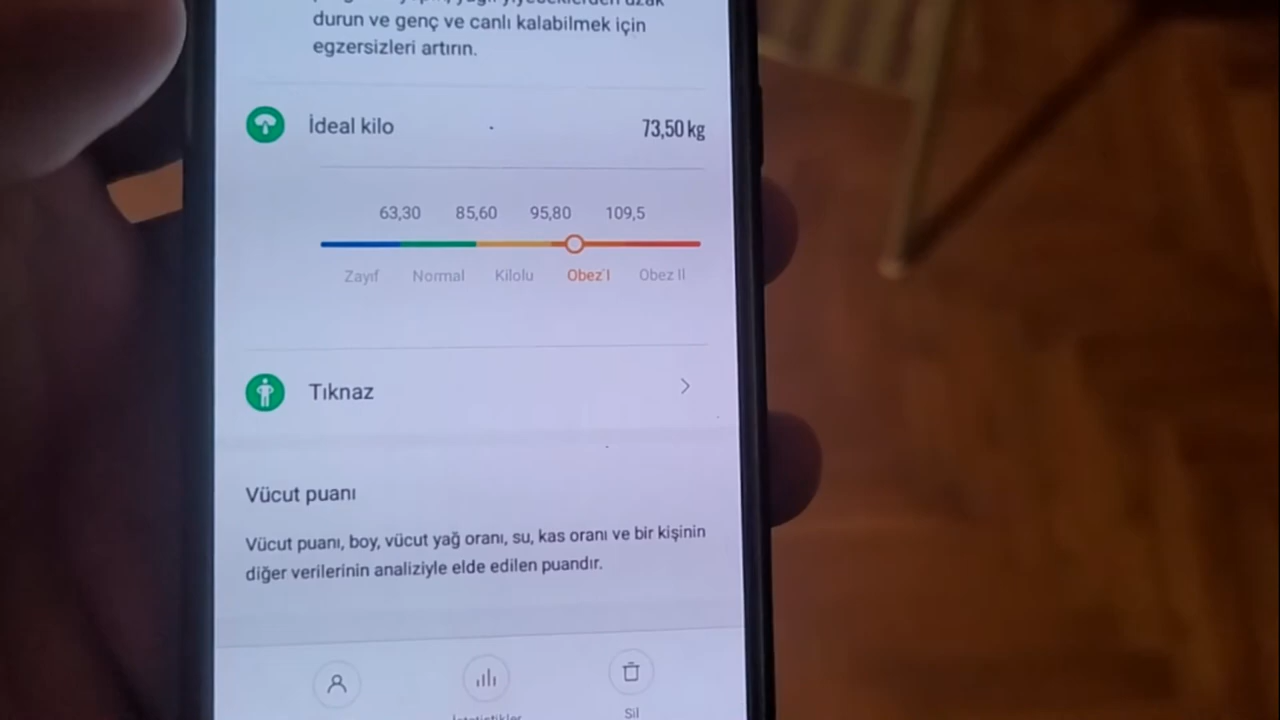 durun ve genç ve canlı kalabilmek için
egzersizleri artırın.
İdeal kilo 73,50 kg
63,30 85,60 95,80 109,5
Zayıf Normal Kilolu Obez I Obez II
Tıknaz
Vücut puanı
Vücut puanı, boy, vücut yağ oranı, su, kas oranı ve bir kişinin
diğer verilerinin analiziyle elde edilen puandır.
Sil